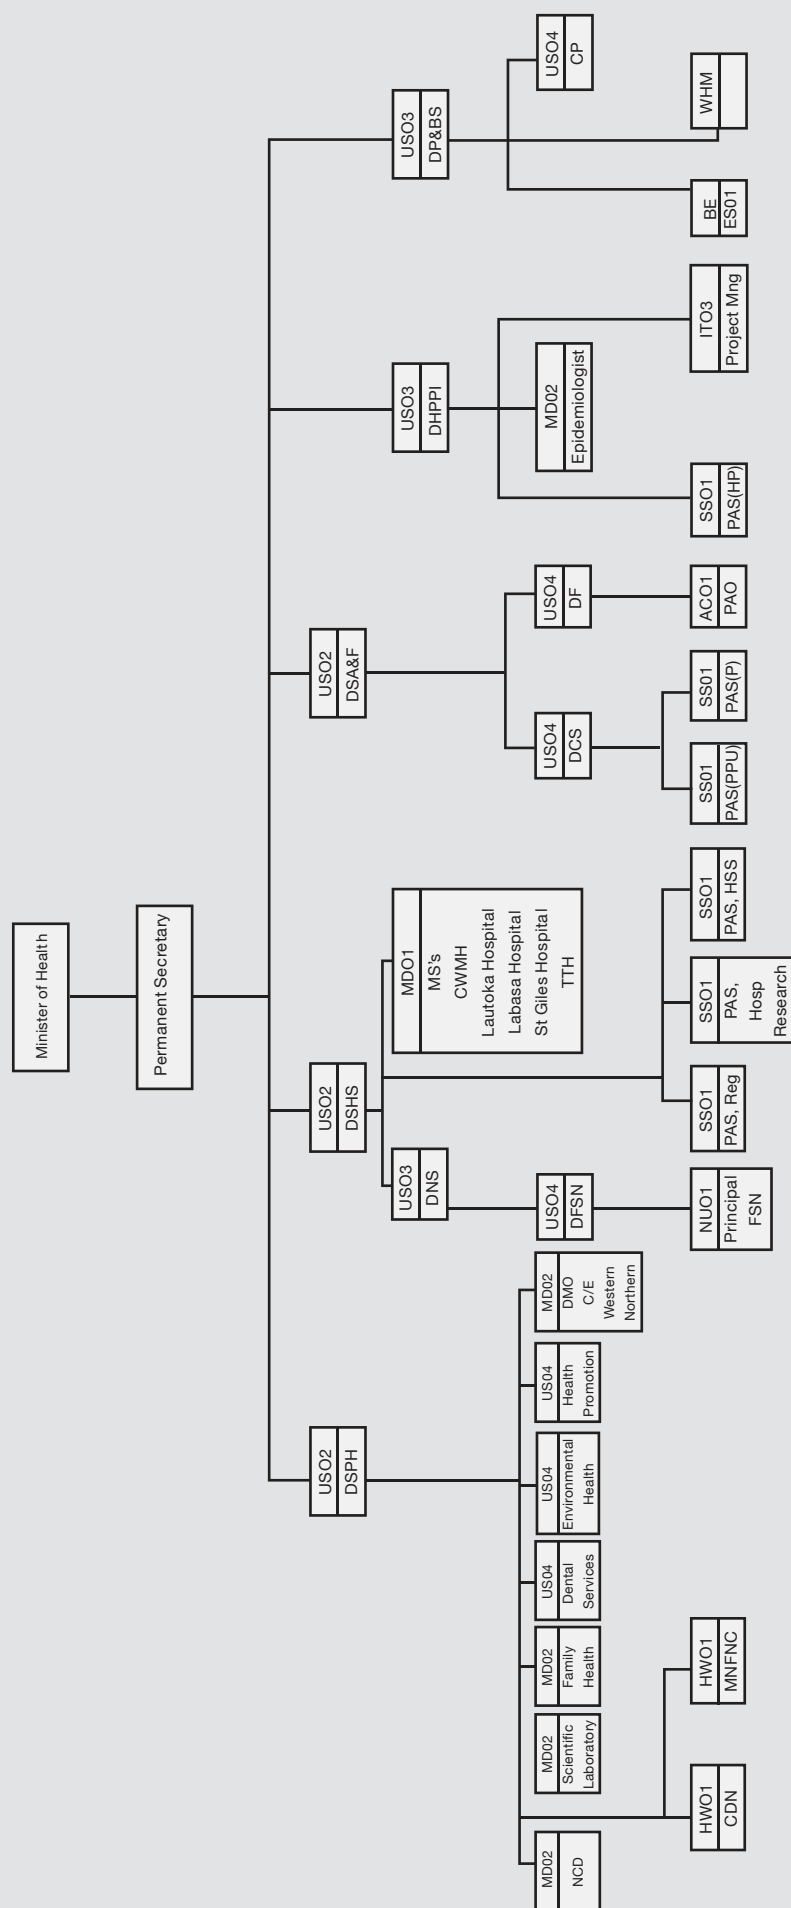 Minister of Health
Permanent Secretary
USO2
DSPH
USO2
DSHS
USO2
DSA&F
USO3
DHPPI
USO3
DP&BS
USO3
DNS
MDO1
MS's
CWMH
Lautoka Hospital
Labasa Hospital
St Giles Hospital
TTH
MD02
NCD
MD02
Scientific
Laboratory
MD02
Family
Health
US04
Dental
Services
US04
Environmental
Health
US04
Health
Promotion
MD02
DMO
C/E
Western
Northern
USO4
DFSN
USO4
DCS
USO4
DF
MD02
Epidemiologist
USO4
CP
HWO1
CDN
HWO1
MNFNC
NUO1
Principal
FSN
SSO1
PAS, Reg
SSO1
PAS,
Hosp
Research
SSO1
PAS, HSS
SS01
PAS(PPU)
SS01
PAS(P)
ACO1
PAO
SSO1
PAS(HP)
ITO3
Project Mng
BE
ES01
WHM